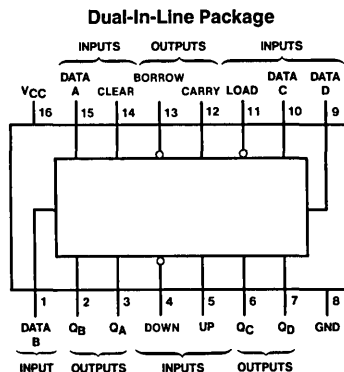 Dual-In-Line Package
INPUTS OUTPUTS INPUTS
DATA A CLEAR BORROW CARRY LOAD DATA C DATA D
VCC
16 15 14 13 12 11 10 9
1 2 3 4 5 6 7 8
DATA B QB QA DOWN UP QC QD GND
INPUT OUTPUTS INPUTS OUTPUTS